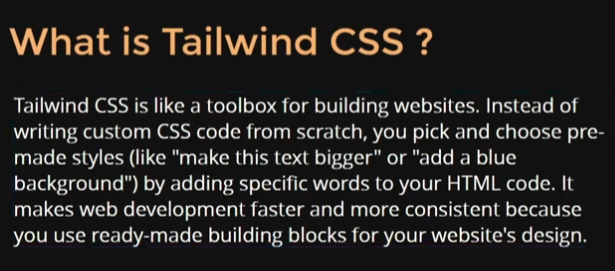 What is Tailwind CSS ?
Tailwind CSS is like a toolbox for building websites. Instead of
writing custom CSS code from scratch, you pick and choose pre-
made styles (like "make this text bigger" or "add a blue
background") by adding specific words to your HTML code. It
makes web development faster and more consistent because
you use ready-made building blocks for your website's design.